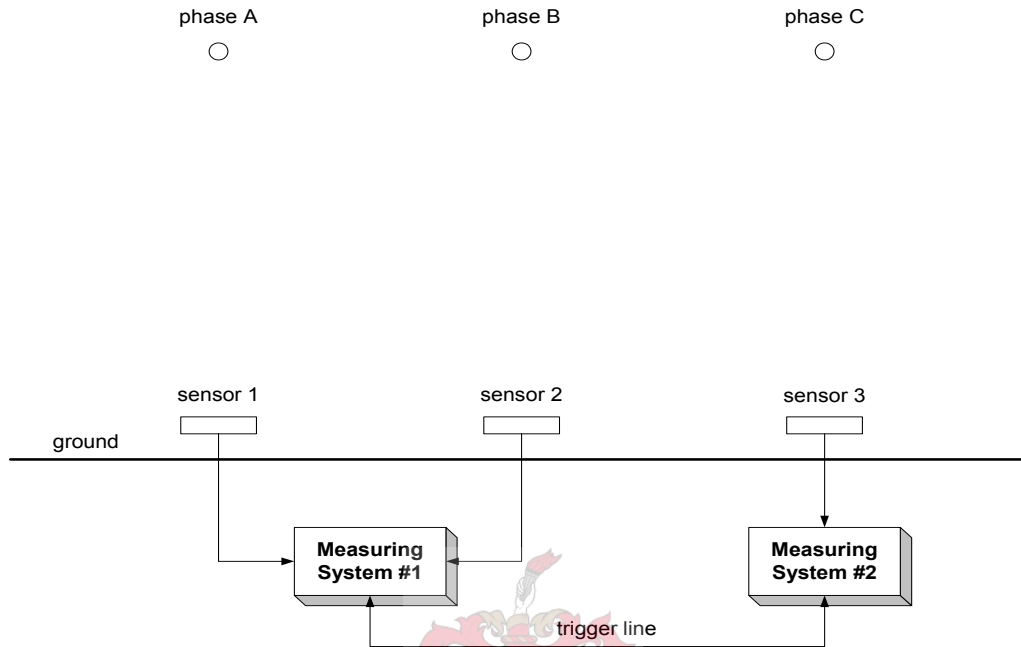 phase A
phase B
phase C
sensor 1
sensor 2
sensor 3
ground
Measuring
System #1
Measuring
System #2
trigger line